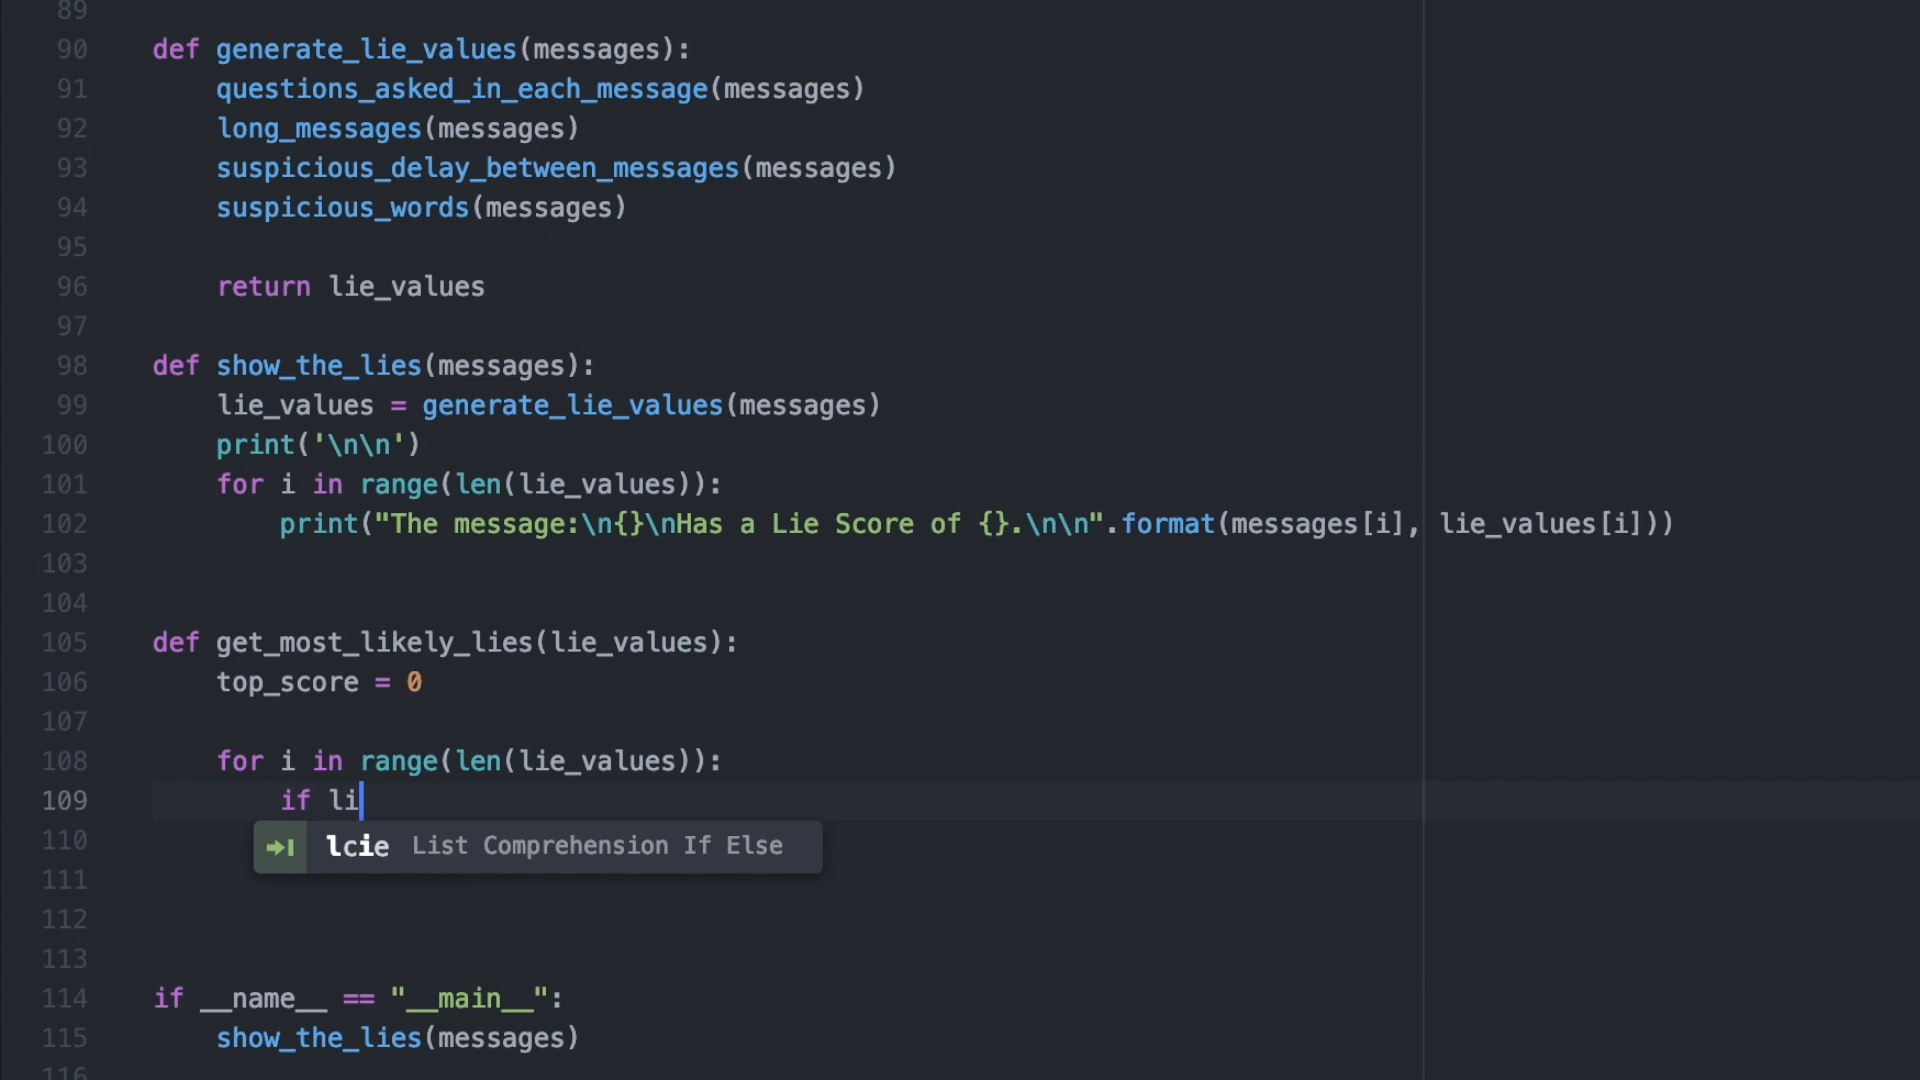 89
90 def generate_lie_values(messages):
91 questions_asked_in_each_message(messages)
92 long_messages(messages)
93 suspicious_delay_between_messages(messages)
94 suspicious_words(messages)
95
96 return lie_values
97
98 def show_the_lies(messages):
99 lie_values = generate_lie_values(messages)
100 print('\n\n')
101 for i in range(len(lie_values)):
102 print("The message:\n{}\nHas a Lie Score of {}.\n\n".format(messages[i], lie_values[i]))
103
104
105 def get_most_likely_lies(lie_values):
106 top_score = 0
107
108 for i in range(len(lie_values)):
109 if li
110 lcie List Comprehension If Else
111
112
113
114 if __name__ == "__main__":
115 show_the_lies(messages)
116